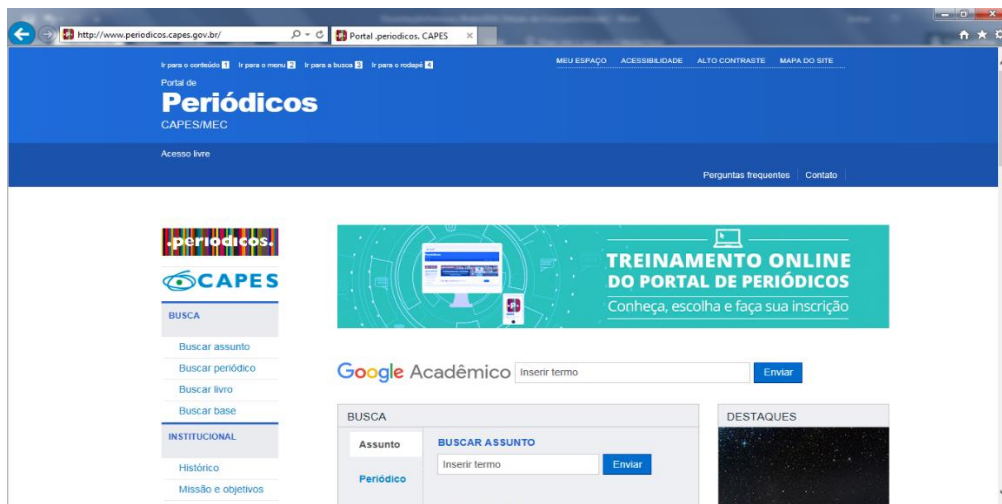 http://www.periodicos.capes.gov.br/
Portal .periodicos. CAPES
Ir para o conteúdo 1 Ir para o menu 2 Ir para a busca 3 Ir para o rodapé 4
MEU ESPAÇO ACESSIBILIDADE ALTO CONTRASTE MAPA DO SITE
Portal de
Periódicos
CAPES/MEC
Acesso livre
Perguntas frequentes Contato
.periodicos.
CAPES
BUSCA
Buscar assunto
Buscar periódico
Buscar livro
Buscar base
INSTITUCIONAL
Histórico
Missão e objetivos
TREINAMENTO ONLINE
DO PORTAL DE PERIÓDICOS
Conheça, escolha e faça sua inscrição
Google Acadêmico Inserir termo Enviar
BUSCA
Assunto
Periódico
BUSCAR ASSUNTO
Inserir termo Enviar
DESTAQUES